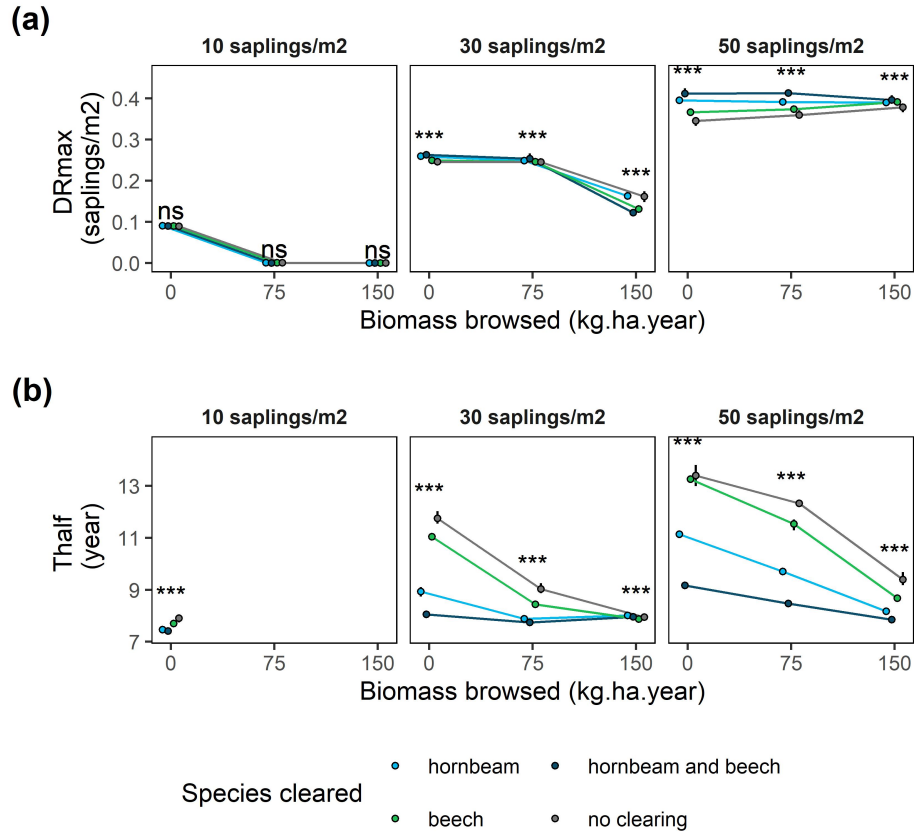 (a)
10 saplings/m2 30 saplings/m2 50 saplings/m2
DRmax
(saplings/m2)
0.4
0.3
0.2
0.1
0.0
ns ns ns
*** *** ***
*** *** ***
0 75 150 0 75 150 0 75 150
Biomass browsed (kg.ha.year)
(b)
10 saplings/m2 30 saplings/m2 50 saplings/m2
Thalf
(year)
13
11
9
7
***
*** *** ***
*** *** ***
0 75 150 0 75 150 0 75 150
Biomass browsed (kg.ha.year)
Species cleared
hornbeam hornbeam and beech
beech no clearing